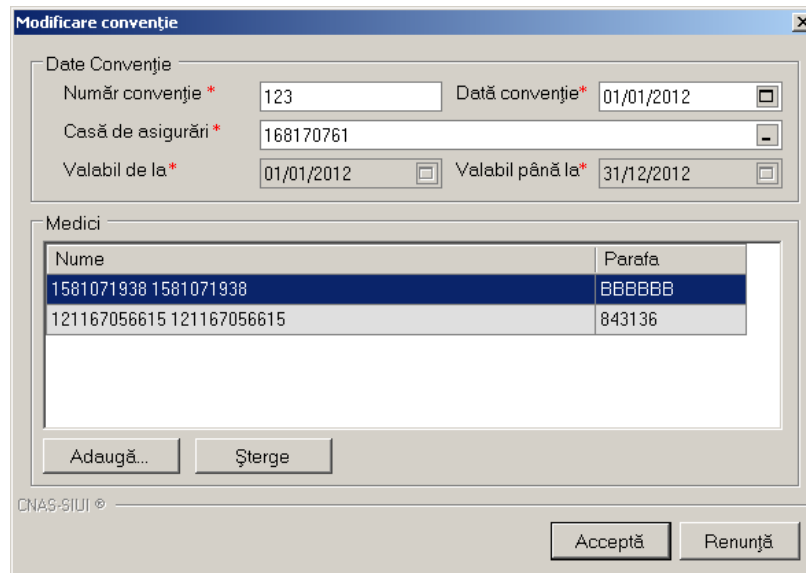 Modificare convenţie
Date Convenţie
Număr convenţie * 123 Dată convenţie* 01/01/2012
Casă de asigurări * 168170761
Valabil de la* 01/01/2012 Valabil până la* 31/12/2012
Medici
Nume Parafa
1581071938 1581071938 BBBBBB
121167056615 121167056615 843136
Adaugă... Şterge
CNAS-SIUI ®
Acceptă Renunţă